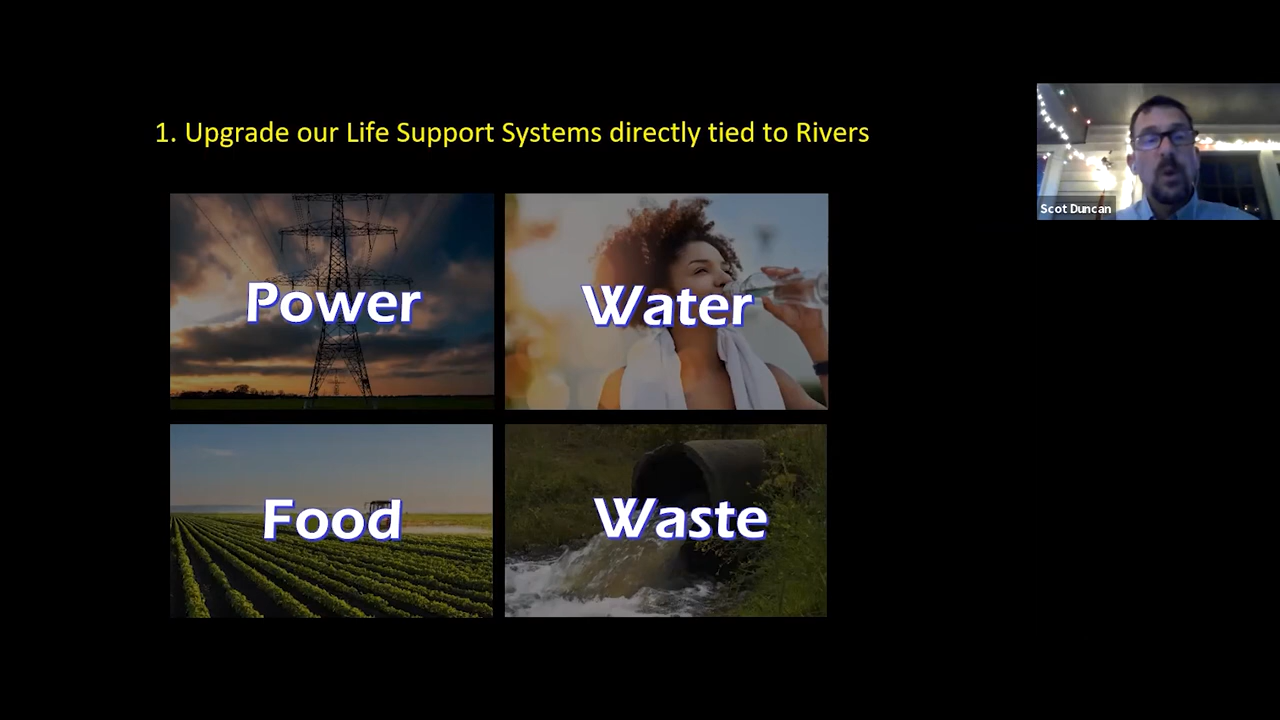 1. Upgrade our Life Support Systems directly tied to Rivers
Power
Water
Food
Waste
Scot Duncan